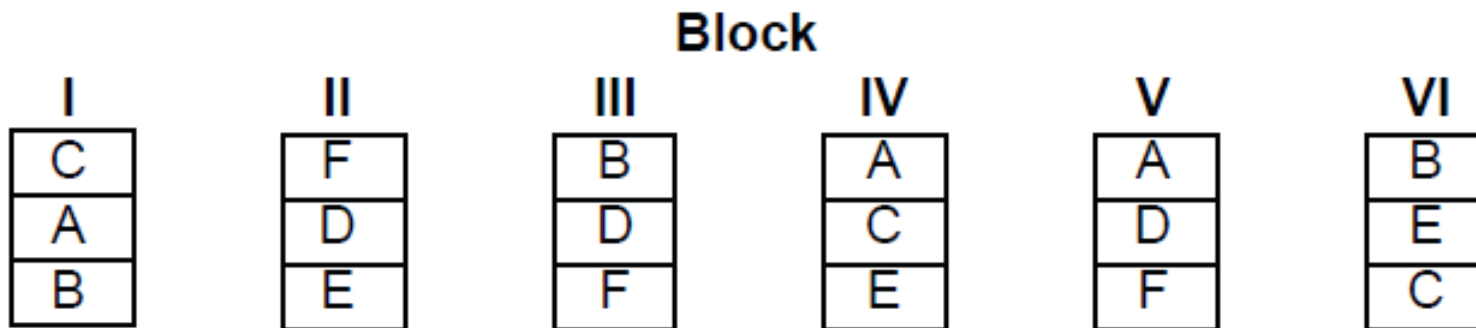 Block
I II III IV V VI
C F B A A B
A D D C D E
B E F E F C